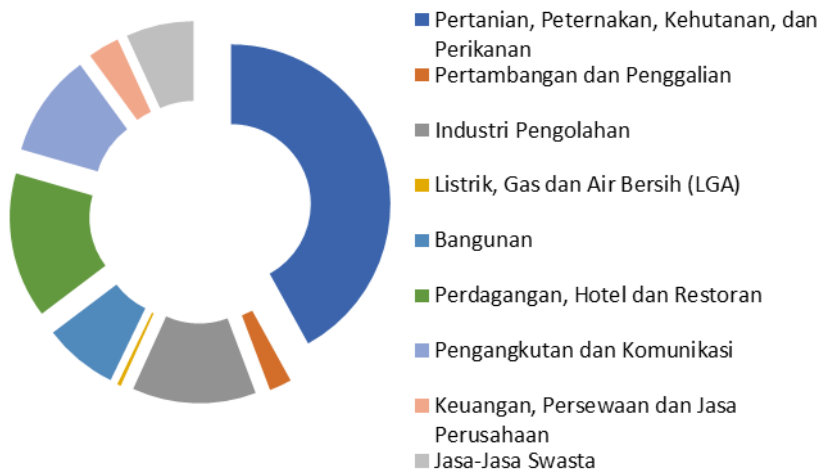 Pertanian, Peternakan, Kehutanan, dan
Perikanan
Pertambangan dan Penggalian
Industri Pengolahan
Listrik, Gas dan Air Bersih (LGA)
Bangunan
Perdagangan, Hotel dan Restoran
Pengangkutan dan Komunikasi
Keuangan, Persewaan dan Jasa
Perusahaan
Jasa-Jasa Swasta